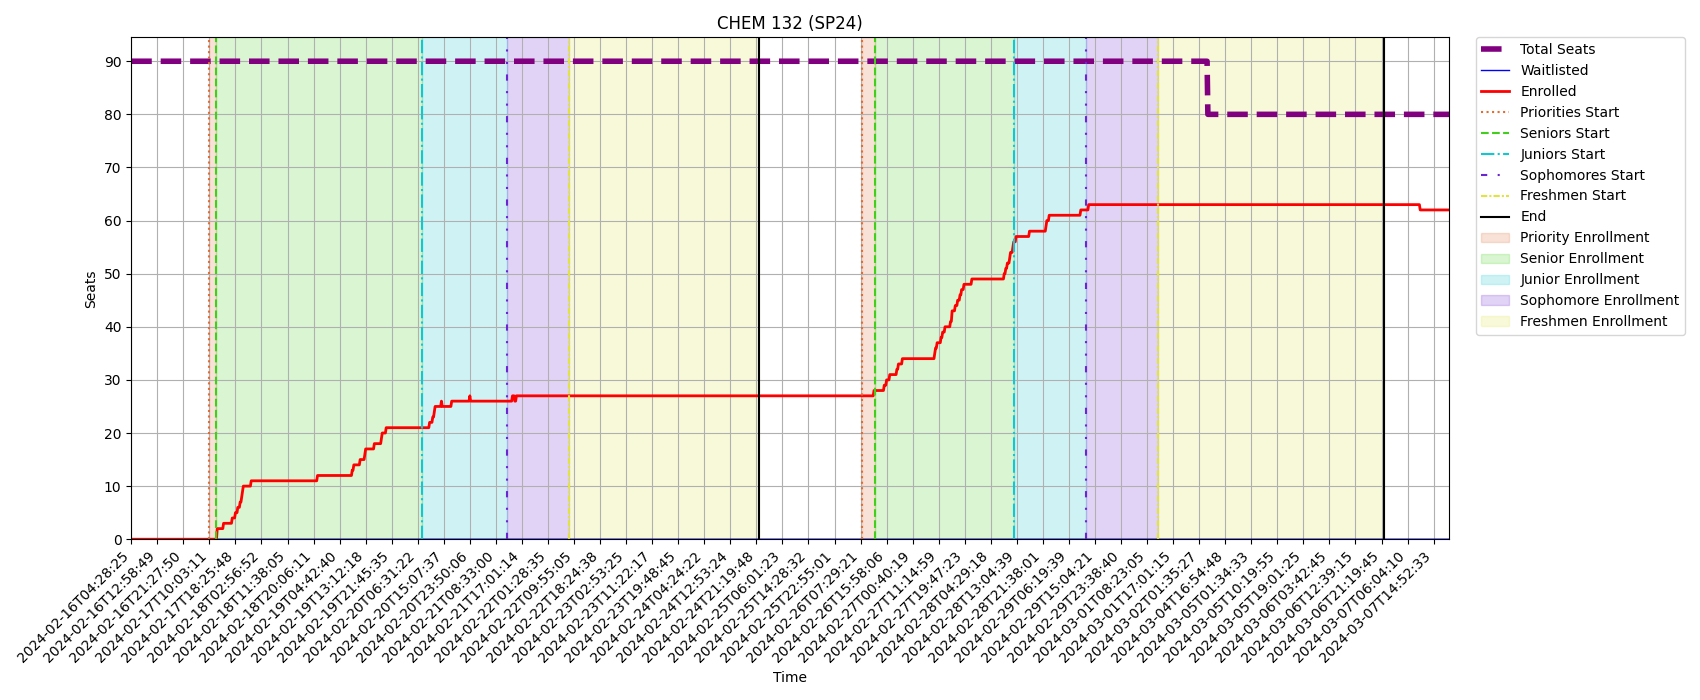 CHEM 132 (SP24)
Seats
90
80
70
60
50
40
30
20
10
0
2024-02-16T04:28:25
2024-02-16T12:58:49
2024-02-16T21:27:50
2024-02-17T10:03:11
2024-02-17T18:25:48
2024-02-18T02:56:52
2024-02-18T11:38:05
2024-02-18T20:06:11
2024-02-19T04:42:40
2024-02-19T13:12:18
2024-02-19T21:45:35
2024-02-20T06:31:22
2024-02-20T15:07:37
2024-02-20T23:50:06
2024-02-21T08:33:00
2024-02-21T17:01:14
2024-02-22T01:28:35
2024-02-22T09:55:05
2024-02-22T18:24:38
2024-02-23T02:53:25
2024-02-23T11:22:17
2024-02-23T19:48:45
2024-02-24T04:24:22
2024-02-24T12:53:24
2024-02-24T21:19:48
2024-02-25T06:01:23
2024-02-25T14:28:32
2024-02-25T22:55:01
2024-02-26T07:29:21
2024-02-26T15:58:06
2024-02-27T00:40:19
2024-02-27T11:14:59
2024-02-27T19:47:23
2024-02-28T04:29:18
2024-02-28T13:04:39
2024-02-28T21:38:01
2024-02-29T06:19:39
2024-02-29T15:04:21
2024-02-29T23:38:40
2024-03-01T08:23:05
2024-03-01T17:01:15
2024-03-02T01:35:27
2024-03-04T16:54:48
2024-03-05T01:34:33
2024-03-05T10:19:55
2024-03-05T19:01:25
2024-03-06T03:42:45
2024-03-06T12:39:15
2024-03-06T21:19:45
2024-03-07T06:04:10
2024-03-07T14:52:33
Time
Total Seats
Waitlisted
Enrolled
Priorities Start
Seniors Start
Juniors Start
Sophomores Start
Freshmen Start
End
Priority Enrollment
Senior Enrollment
Junior Enrollment
Sophomore Enrollment
Freshmen Enrollment